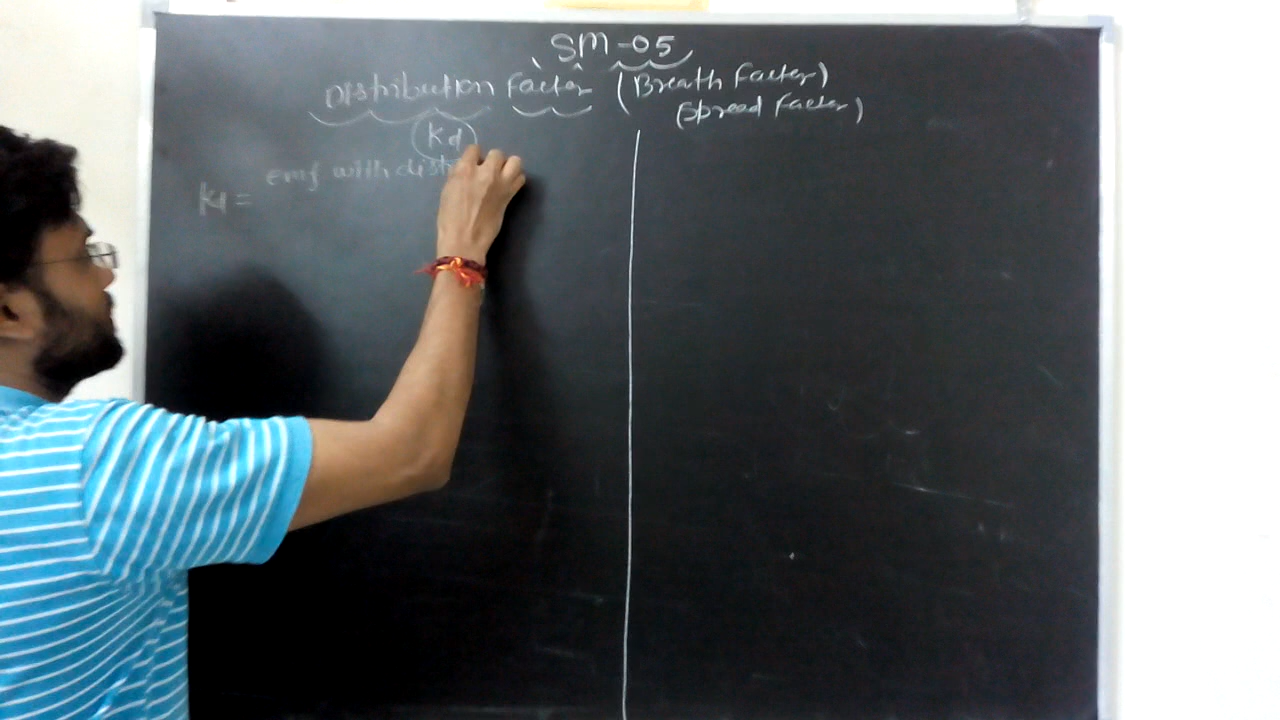 SM-05
Distribution Factor (Breath Factor)
(Spread Factor)
Kd
emf with dist
Kd =